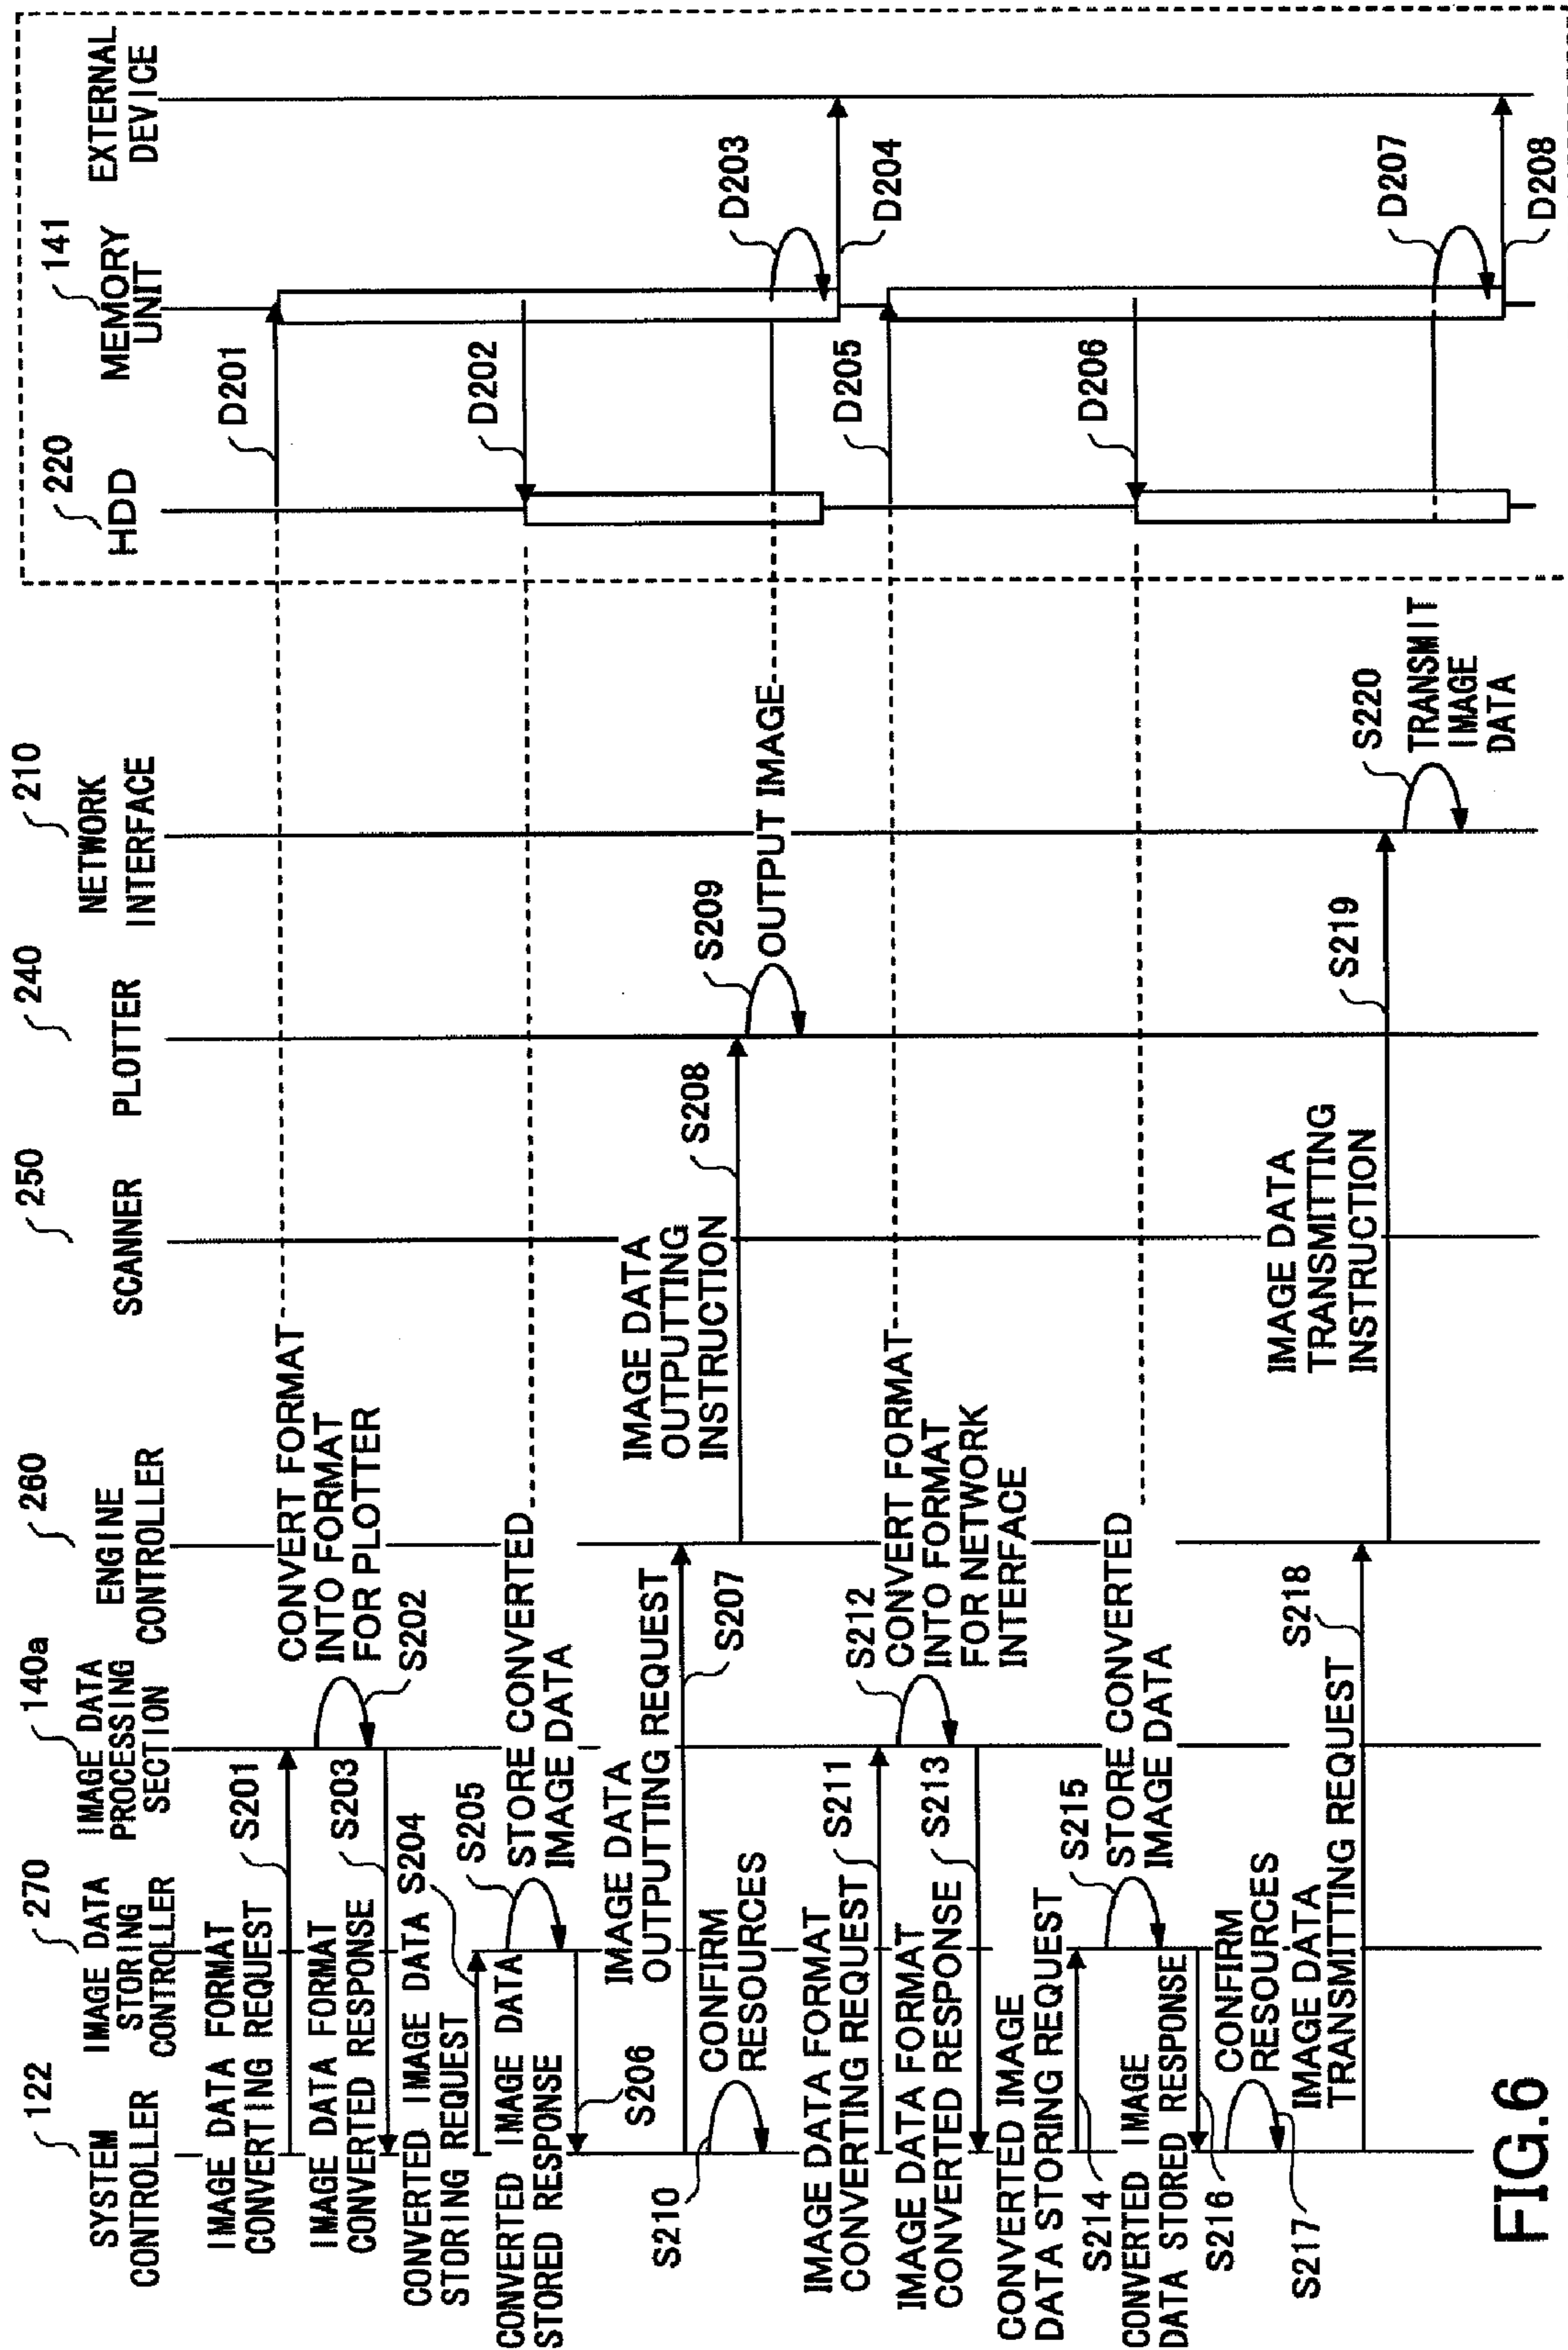 122
SYSTEM
CONTROLLER
270
IMAGE DATA
STORING
CONTROLLER
140a
IMAGE DATA
PROCESSING
SECTION
260
ENGINE
CONTROLLER
250
SCANNER
240
PLOTTER
210
NETWORK
INTERFACE
220
HDD
141
MEMORY
UNIT
EXTERNAL
DEVICE
IMAGE DATA FORMAT
CONVERTING REQUEST
S201
CONVERT FORMAT
INTO FORMAT
FOR PLOTTER
S202
D201
IMAGE DATA FORMAT
CONVERTED RESPONSE
S203
CONVERTED IMAGE DATA
STORING REQUEST
S204
S205
STORE CONVERTED
IMAGE DATA
D202
CONVERTED IMAGE DATA
STORED RESPONSE
S206
IMAGE DATA
OUTPUTTING REQUEST
S207
IMAGE DATA
OUTPUTTING
INSTRUCTION
S208
S209
OUTPUT IMAGE
D203
D204
S210
CONFIRM
RESOURCES
IMAGE DATA FORMAT
CONVERTING REQUEST
S211
S212
CONVERT FORMAT
INTO FORMAT
FOR NETWORK
INTERFACE
D205
IMAGE DATA FORMAT
CONVERTED RESPONSE
S213
CONVERTED IMAGE
DATA STORING REQUEST
S214
S215
STORE CONVERTED
IMAGE DATA
D206
CONVERTED IMAGE
DATA STORED RESPONSE
S216
CONFIRM
RESOURCES
S217
IMAGE DATA
TRANSMITTING REQUEST
S218
IMAGE DATA
TRANSMITTING
INSTRUCTION
S219
S220
TRANSMIT
IMAGE
DATA
D207
D208
FIG.6